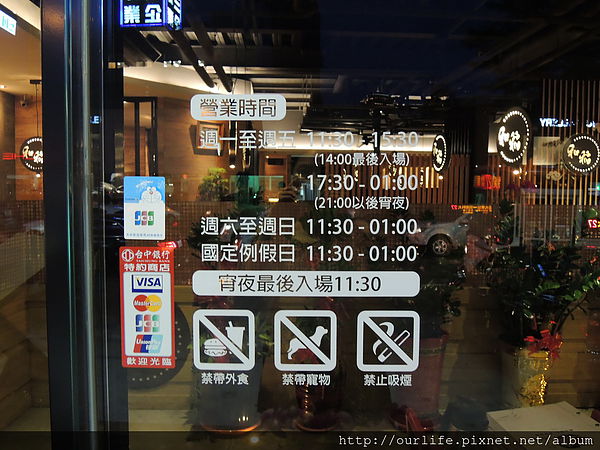 企業
營業時間
週一至週五 11:30 - 15:30
(14:00最後入場)
17:30 - 01:00
(21:00以後宵夜)
週六至週日 11:30 - 01:00
國定例假日 11:30 - 01:00
宵夜最後入場11:30
禁帶外食 禁帶寵物 禁止吸煙
JCB
台中銀行
特約商店
VISA
MasterCard
JCB
歡迎光臨
http://ourlife.pixnet.net/album